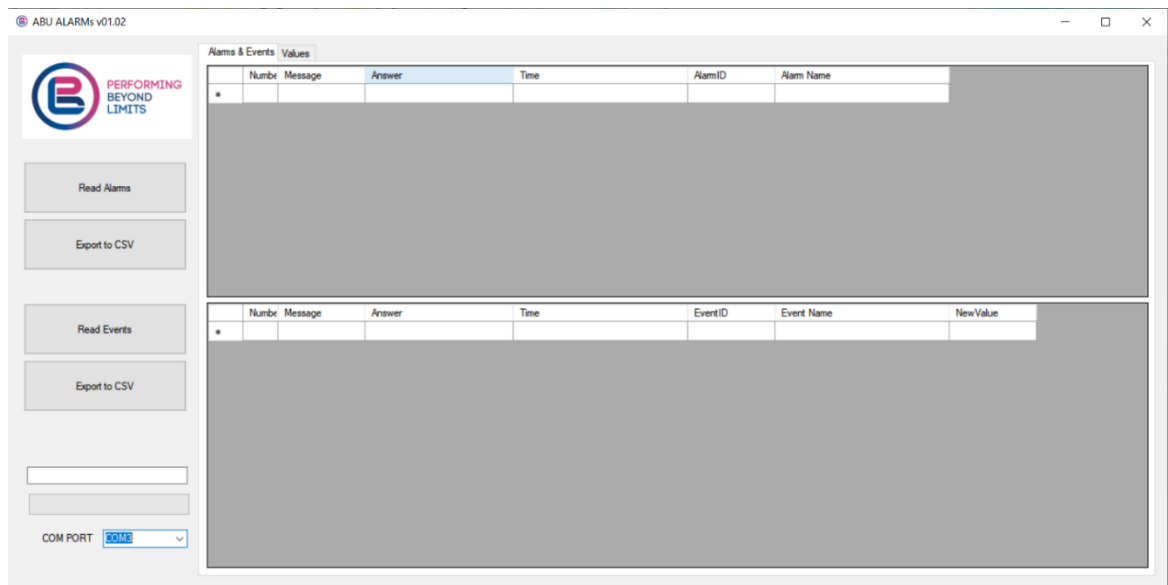 ABU ALARMs v01.02
PERFORMING
BEYOND
LIMITS
Read Alarms
Export to CSV
Read Events
Export to CSV
COM PORT COM3
Alarms & Events Values
Numbe Message Answer Time AlarmID Alarm Name
*
Numbe Message Answer Time EventID Event Name NewValue
*